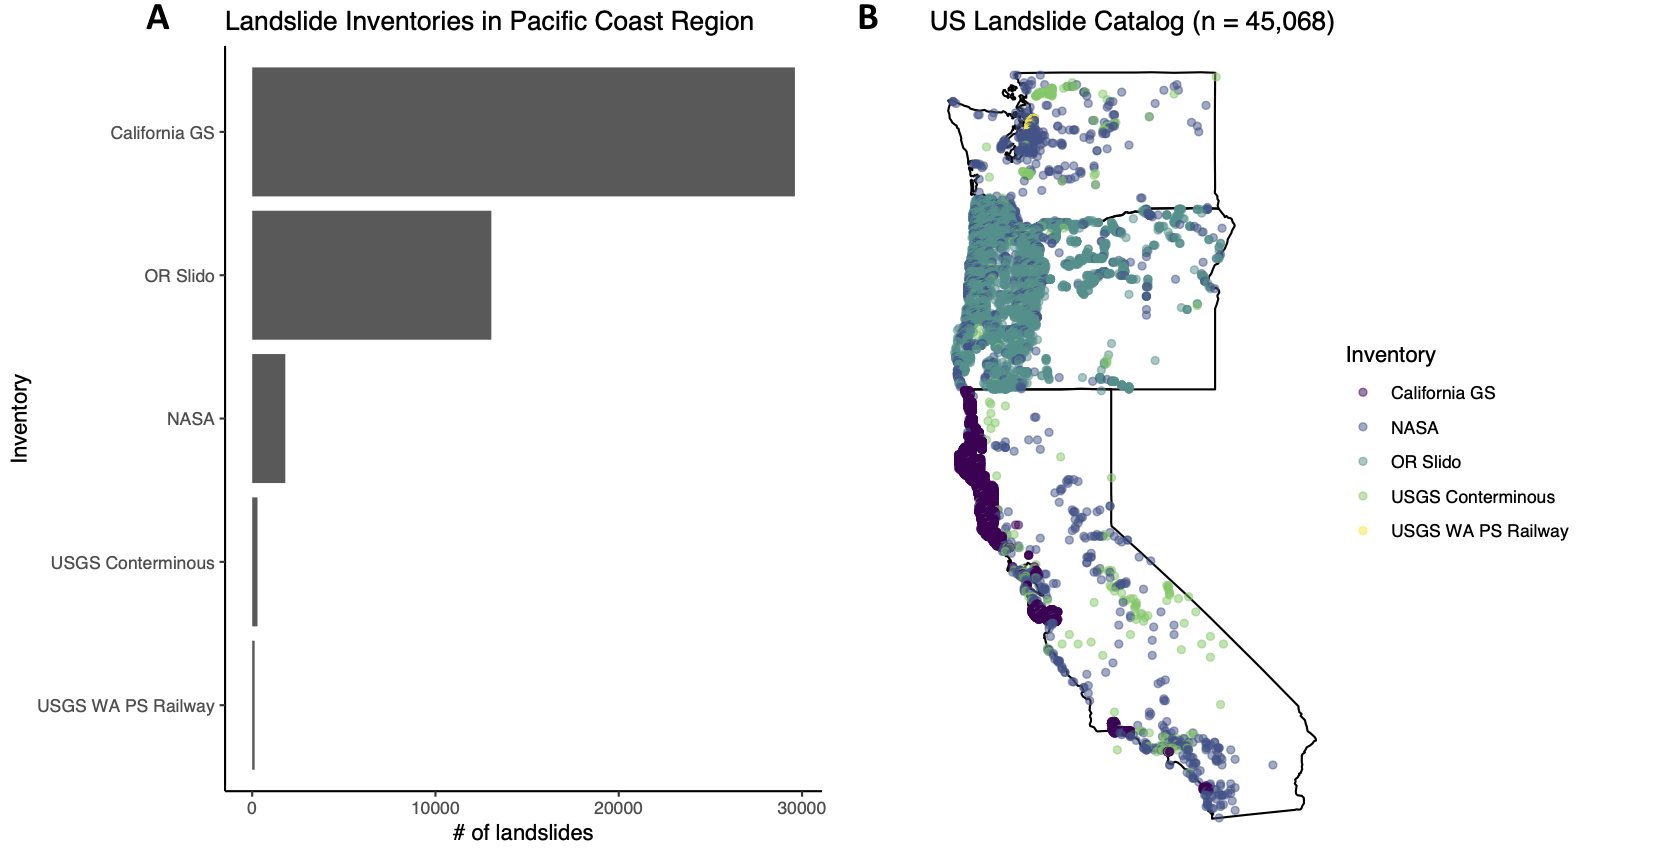 A
Landslide Inventories in Pacific Coast Region
Inventory
California GS
OR Slido
NASA
USGS Conterminous
USGS WA PS Railway
0
10000
20000
30000
# of landslides
B
US Landslide Catalog (n = 45,068)
Inventory
California GS
NASA
OR Slido
USGS Conterminous
USGS WA PS Railway